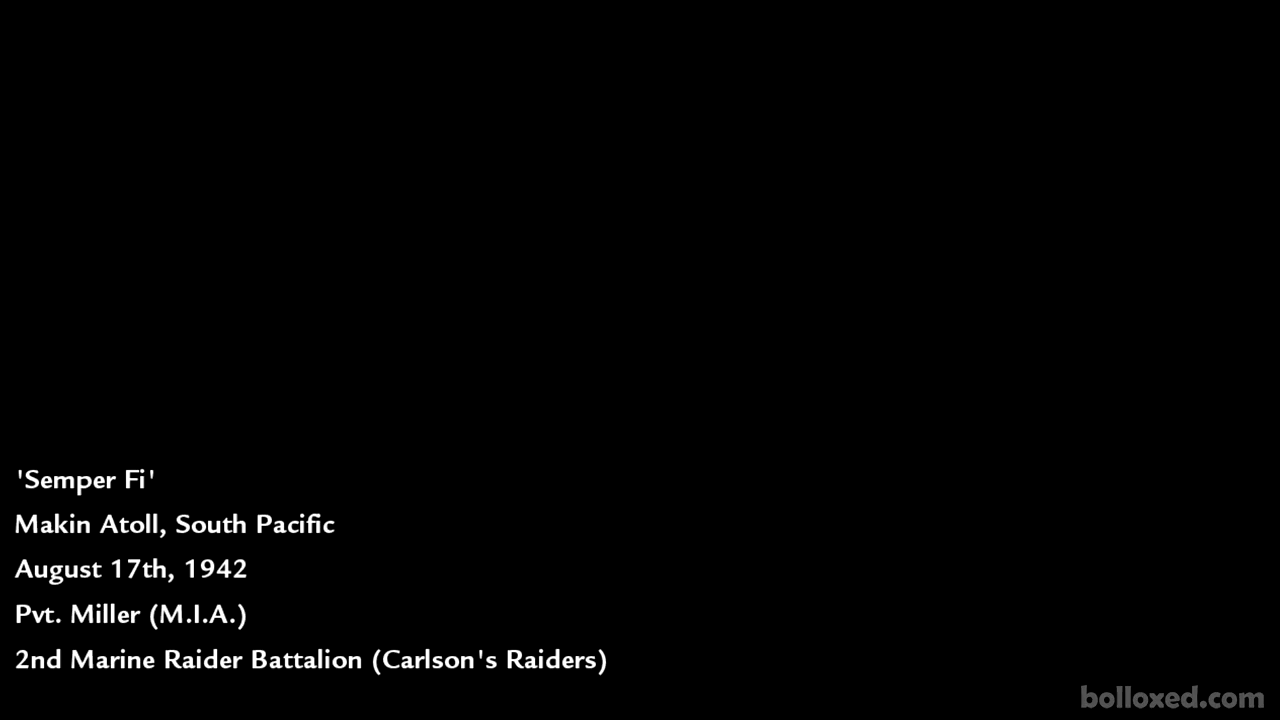 'Semper Fi'
Makin Atoll, South Pacific
August 17th, 1942
Pvt. Miller (M.I.A.)
2nd Marine Raider Battalion (Carlson's Raiders)
bolloxed.com